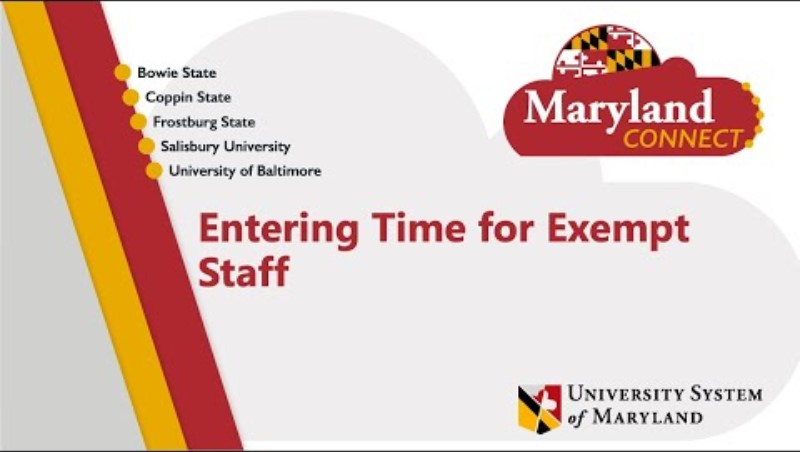 Bowie State
Coppin State
Frostburg State
Salisbury University
University of Baltimore
Maryland
CONNECT
Entering Time for Exempt
Staff
UNIVERSITY SYSTEM
of MARYLAND